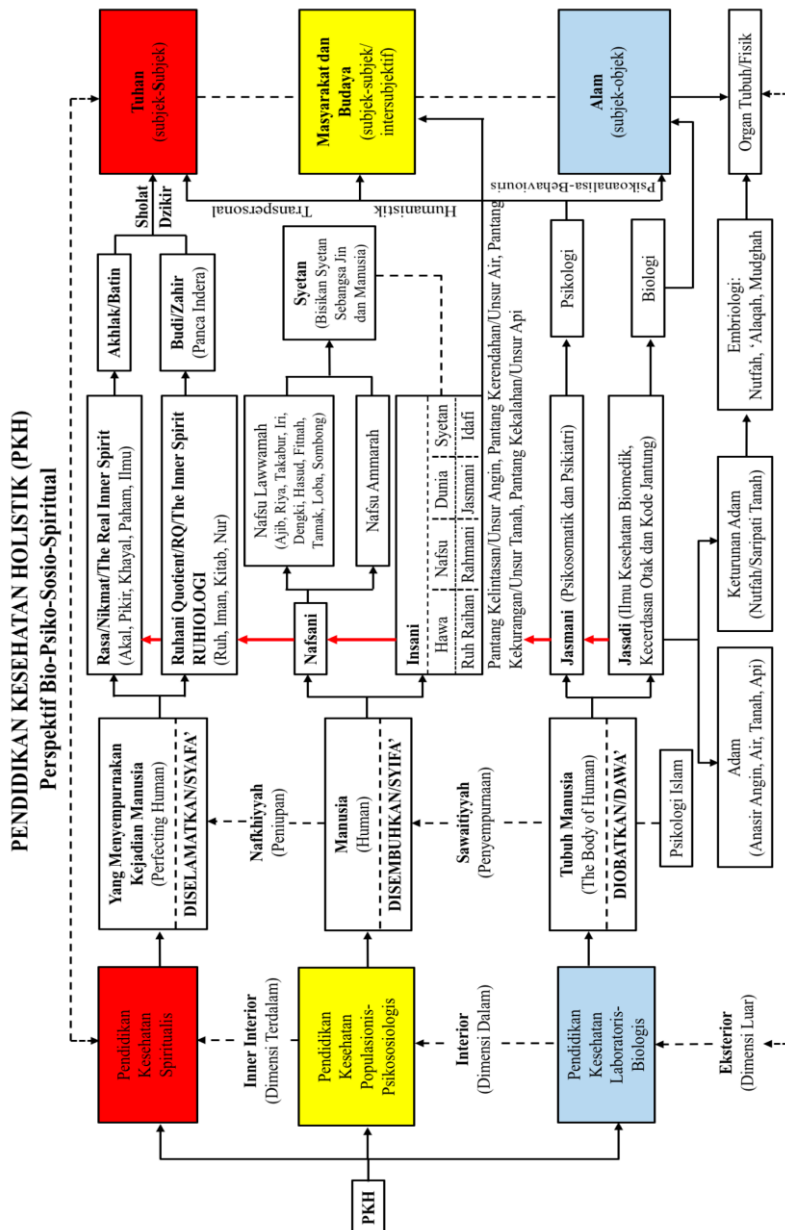 PENDIDIKAN KESEHATAN HOLISTIK (PKH)
Perspektif Bio-Psiko-Sosio-Spiritual
PKH
Pendidikan
Kesehatan
Spiritualis
Inner Interior
(Dimensi Terdalam)
Pendidikan
Kesehatan
Populasionis-
Psikososiologis
Interior
(Dimensi Dalam)
Pendidikan
Kesehatan
Laboratoris-
Biologis
Eksterior
(Dimensi Luar)
Yang Menyempurnakan
Kejadian Manusia
(Perfecting Human)
DISELAMATKAN/SYAFA’
Nafkhiyyah
(Peniupan)
Manusia
(Human)
DISEMBUHKAN/SYIFA’
Sawaitiyyah
(Penyempurnaan)
Tubuh Manusia
(The Body of Human)
DIOBATKAN/DAWA’
Psikologi Islam
Adam
(Anasir Angin, Air, Tanah, Api)
Rasa/Nikmat/The Real Inner Spirit
(Akal, Pikir, Khayal, Paham, Ilmu)
Ruhani Quotient/RQ/The Inner Spirit
RUHIOLOGI
(Ruh, Iman, Kitab, Nur)
Nafsani
Insani
Hawa
Nafsu
Dunia
Syetan
Ruh Raihan
Rahmani
Jasmani
Idafi
Pantang Kelintasan/Unsur Angin, Pantang Kerendahan/Unsur Air, Pantang
Kekurangan/Unsur Tanah, Pantang Kekalahan/Unsur Api
Jasmani (Psikosomatik dan Psikiatri)
Jasadi (Ilmu Kesehatan Biomedik,
Kecerdasan Otak dan Kode Jantung)
Keturunan Adam
(Nutfah/Saripati Tanah)
Akhlak/Batin
Budi/Zahir
(Panca Indera)
Nafsu Lawwamah
(Ajib, Riya, Takabur, Iri,
Dengki, Hasud, Fitnah,
Tamak, Loba, Sombong)
Nafsu Ammarah
Syetan
(Bisikan Syetan
Sebangsa Jin
dan Manusia)
Psikologi
Biologi
Embriologi:
Nutfah, ‘Alaqah, Mudghah
Sholat
Dzikir
Transpersonal
Humanistik
Psikoanalisa-Behaviouris
Tuhan
(subjek-Subjek)
Masyarakat dan
Budaya
(subjek-subjek/
intersubjektif)
Alam
(subjek-objek)
Organ Tubuh/Fisik